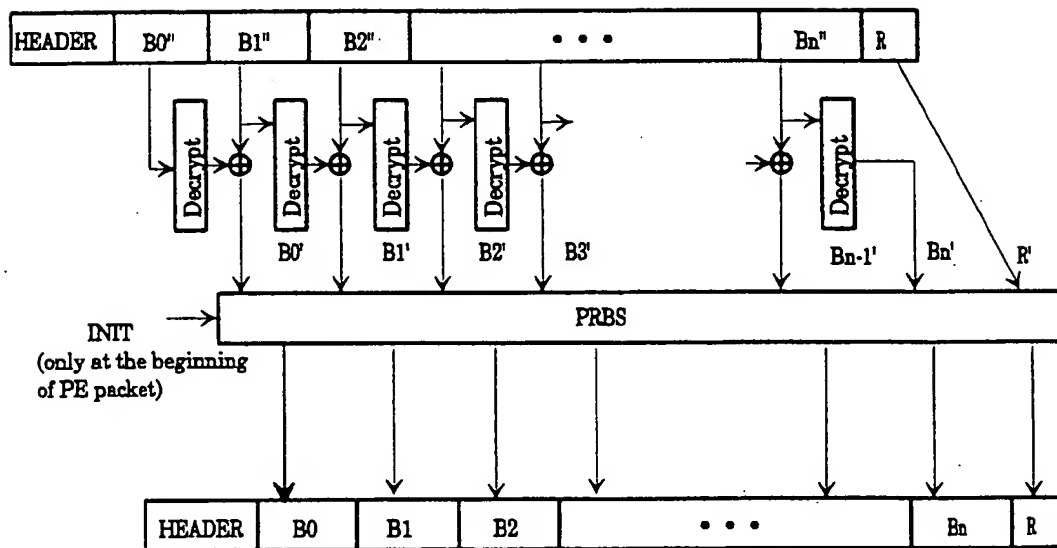 HEADER B0" B1" B2" • • • Bn" R
Decrypt Decrypt Decrypt Decrypt Decrypt
B0' B1' B2' B3' Bn-1' Bn' R'
PRBS
INIT
(only at the beginning
of PE packet)
HEADER B0 B1 B2 • • • Bn R